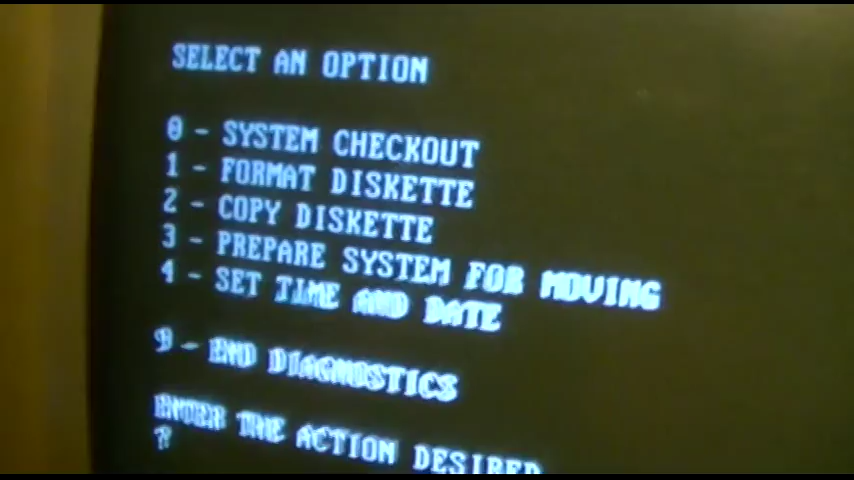 SELECT AN OPTION
0 - SYSTEM CHECKOUT
1 - FORMAT DISKETTE
2 - COPY DISKETTE
3 - PREPARE SYSTEM FOR MOVING
4 - SET TIME AND DATE
9 - END DIAGNOSTICS
ENTER THE ACTION DESIRED
?